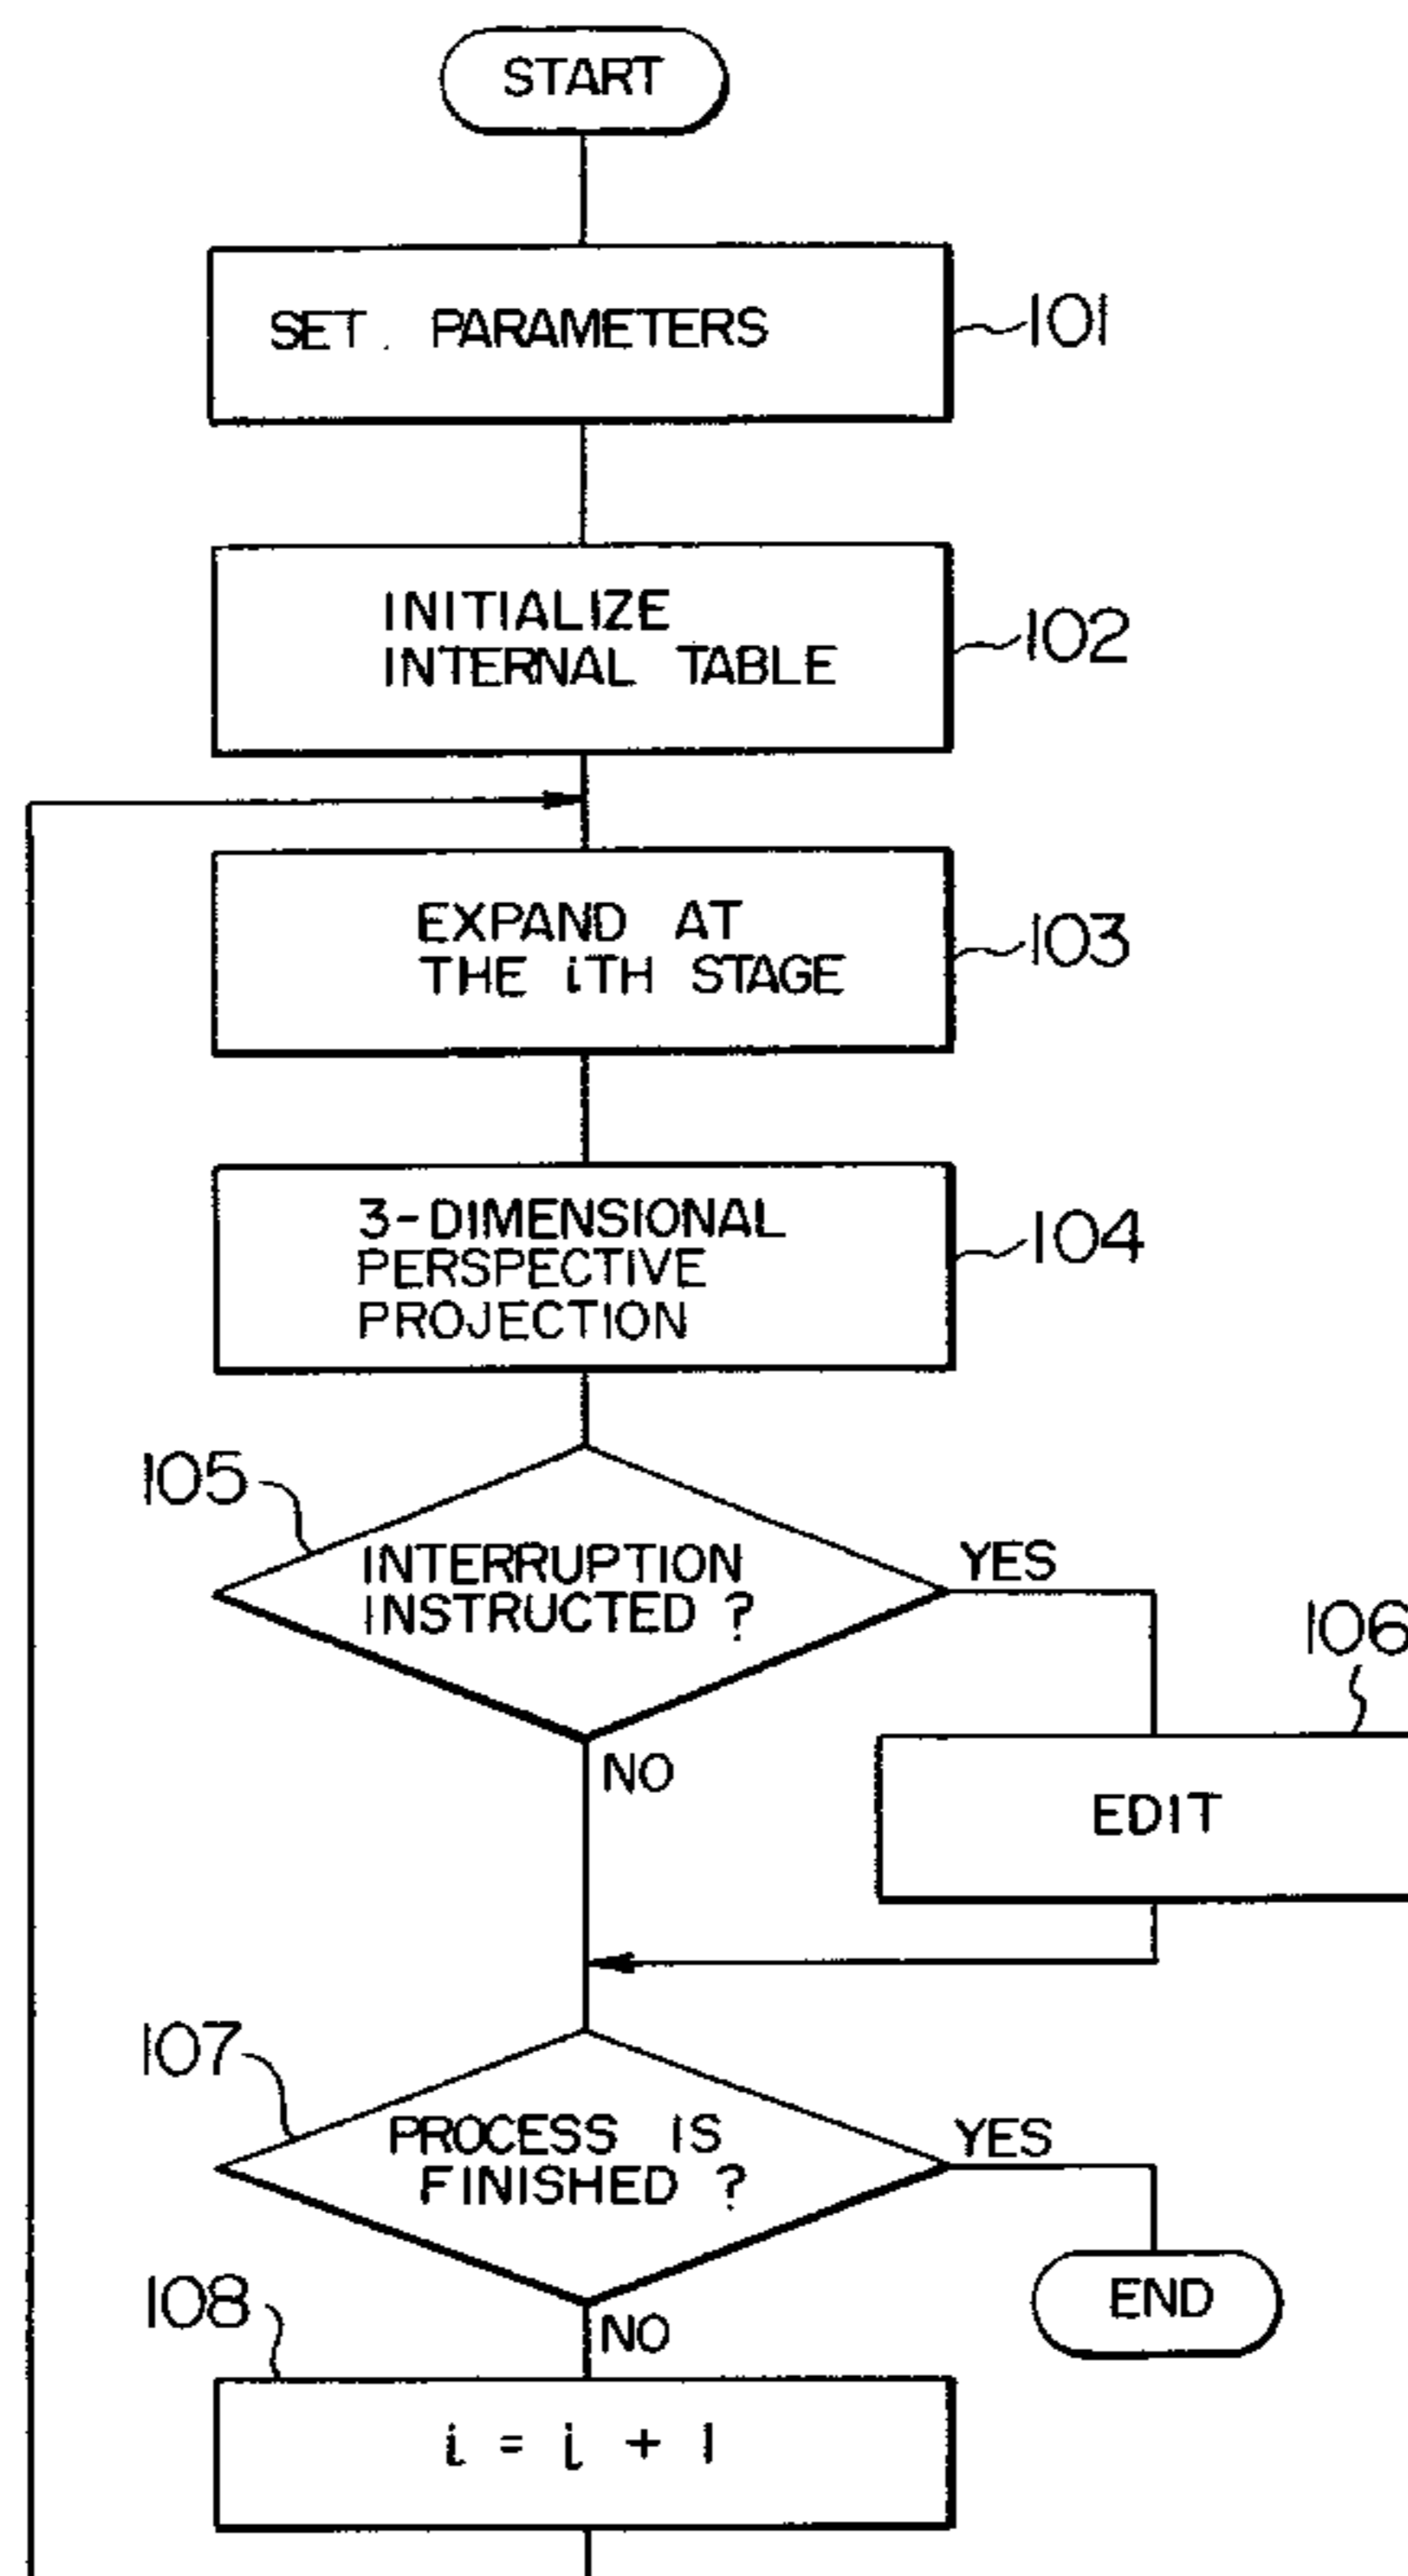 START
SET PARAMETERS
101
INITIALIZE
INTERNAL TABLE
102
EXPAND AT
THE iTH STAGE
103
3-DIMENSIONAL
PERSPECTIVE
PROJECTION
104
105
INTERRUPTION
INSTRUCTED ?
YES
NO
106
EDIT
107
PROCESS IS
FINISHED ?
YES
NO
END
108
i = i + 1